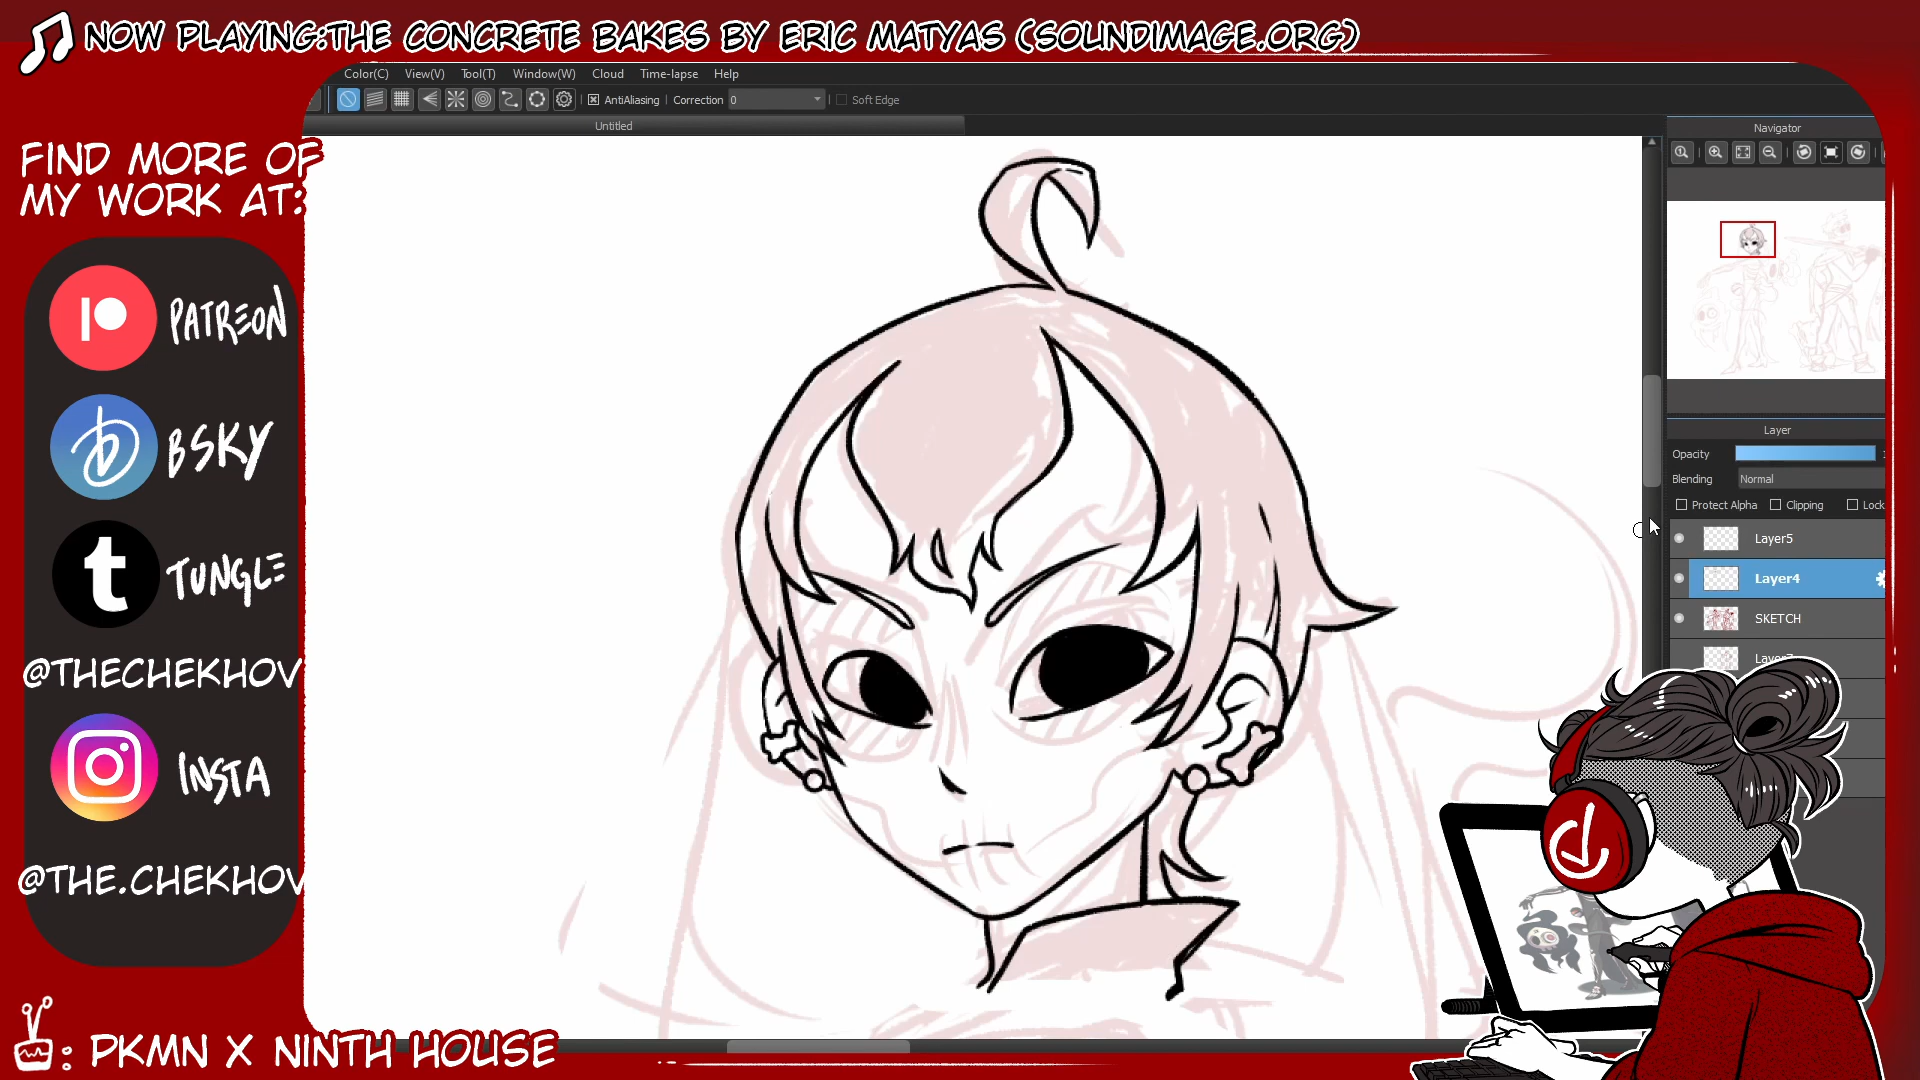 NOW PLAYING:THE CONCRETE BAKES BY ERIC MATYAS (SOUNDIMAGE.ORG)
Color(C) View(V) Tool(T) Window(W) Cloud Time-lapse Help
AntiAliasing Correction 0 Soft Edge
Untitled
Navigator
FIND MORE OF
MY WORK AT:
PATREON
BSKY
TUNGLE
@THECHEKHOV
INSTA
@THE.CHEKHOV
Layer
Opacity
Blending Normal
Protect Alpha Clipping Lock
Layer5
Layer4
SKETCH
: PKMN X NINTH HOUSE